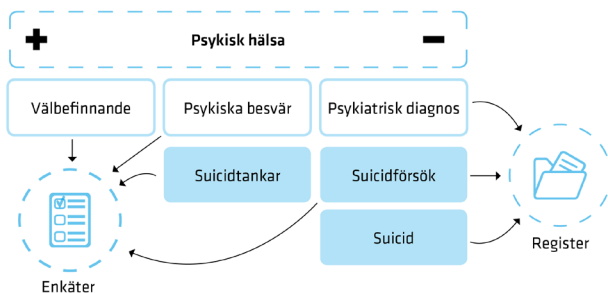 Psykisk hälsa
Välbefinnande
Psykiska besvär
Psykiatrisk diagnos
Suicidtankar
Suicidförsök
Suicid
Enkäter
Register